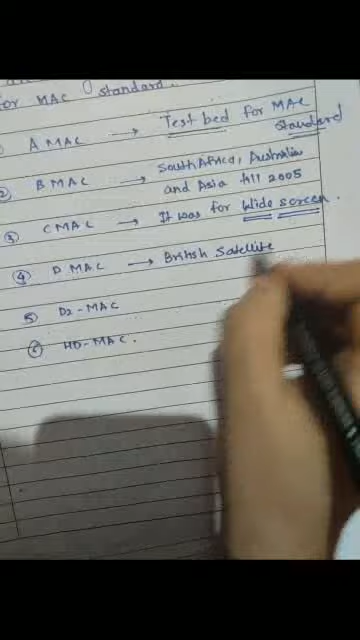 for MAC standard.
A MAC → Test bed for MAC
standard
② B MAC → South Africa, Australia
and Asia till 2005
③ C MAC → It was for Wide screen.
④ D MAC → British Satellite
⑤ D2-MAC
⑥ HD-MAC.